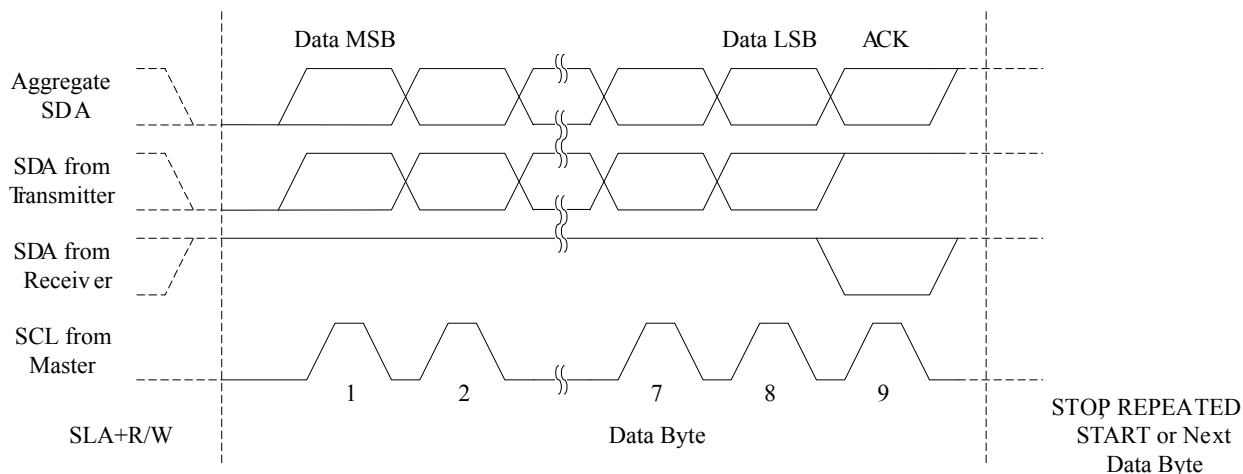 Data MSB
Data LSB
ACK
Aggregate
SDA
SDA from
Transmitter
SDA from
Receiver
SCL from
Master
1
2
7
8
9
SLA+R/W
Data Byte
STOP, REPEATED
START or Next
Data Byte